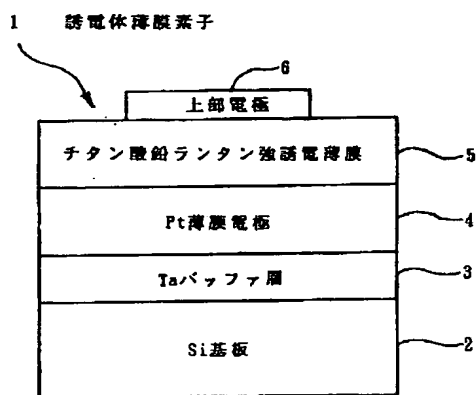 1 誘電体薄膜素子
6
上部電極
チタン酸鉛ランタン強誘電薄膜
5
Pt薄膜電極
4
Taバッファ層
3
Si基板
2